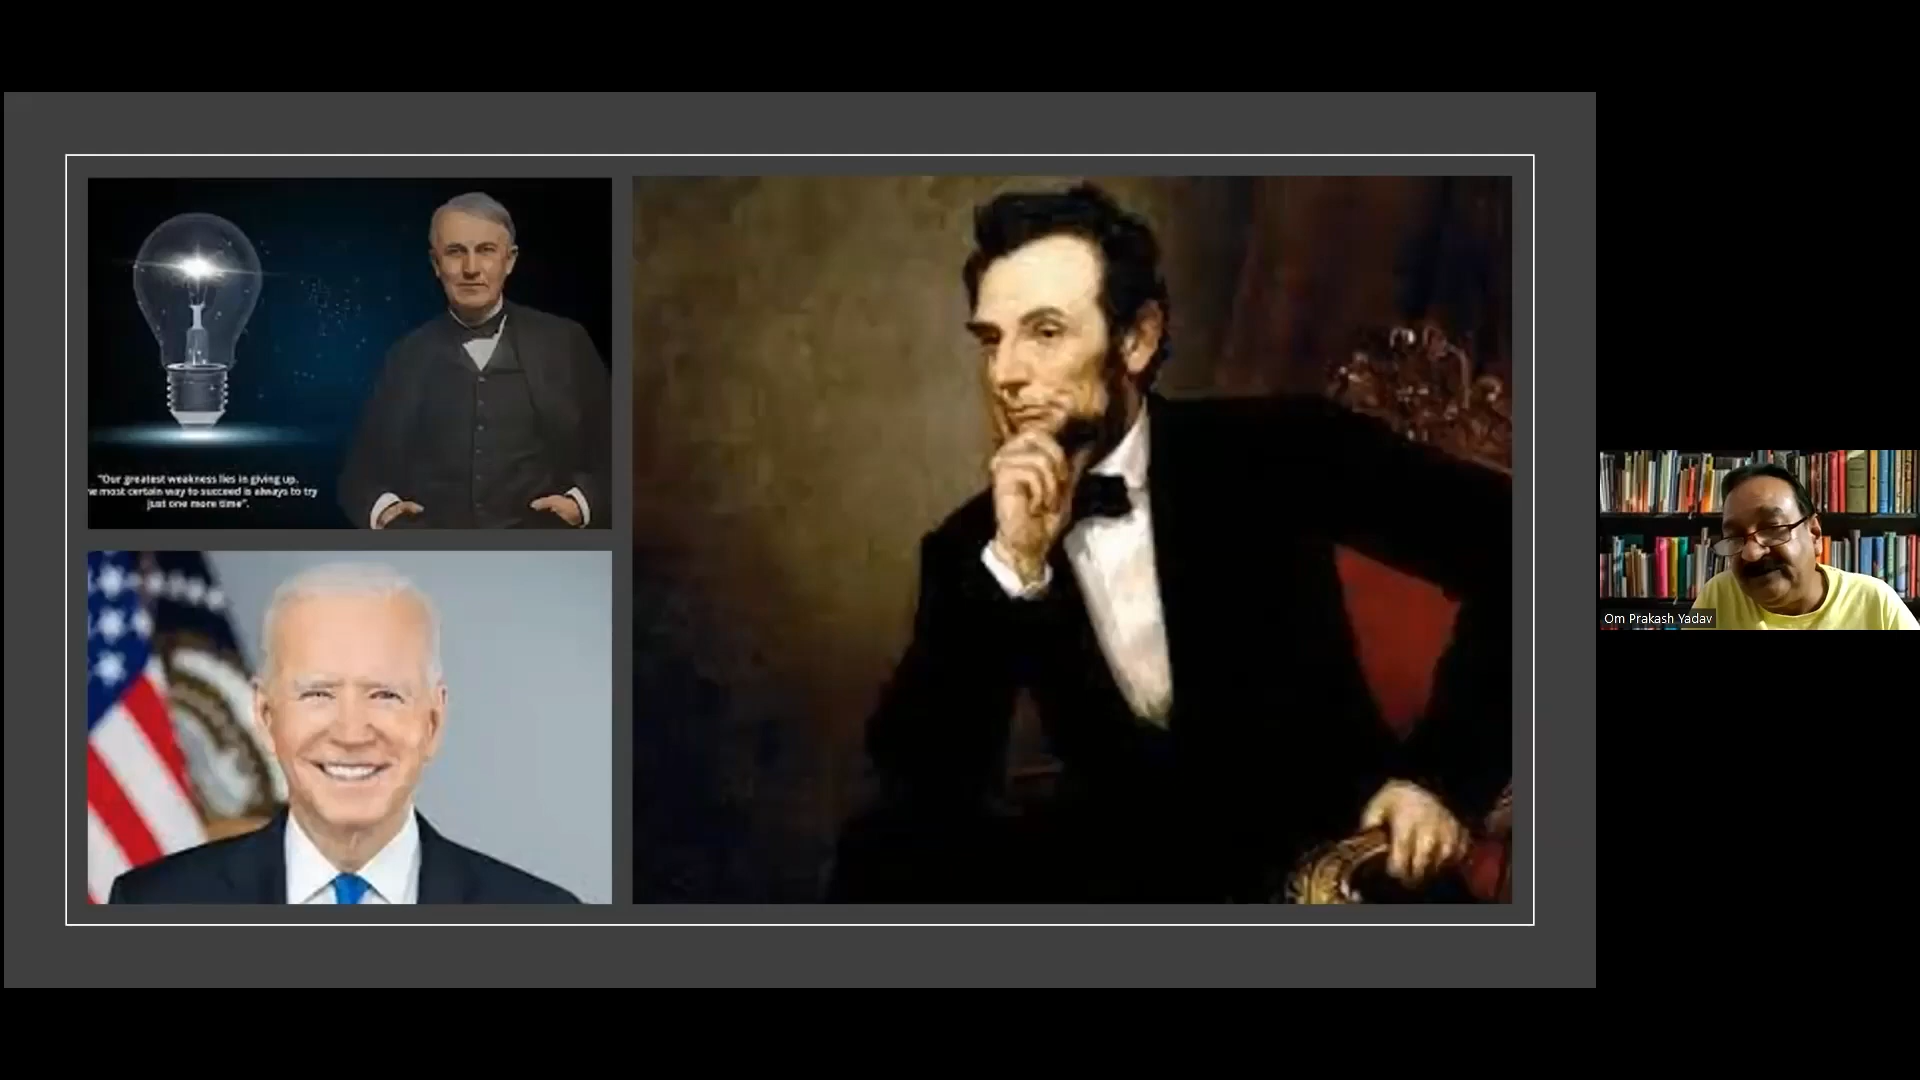 "Our greatest weakness lies in giving up.
most certain way to succeed is always to try
just one more time".
Om Prakash Yadav